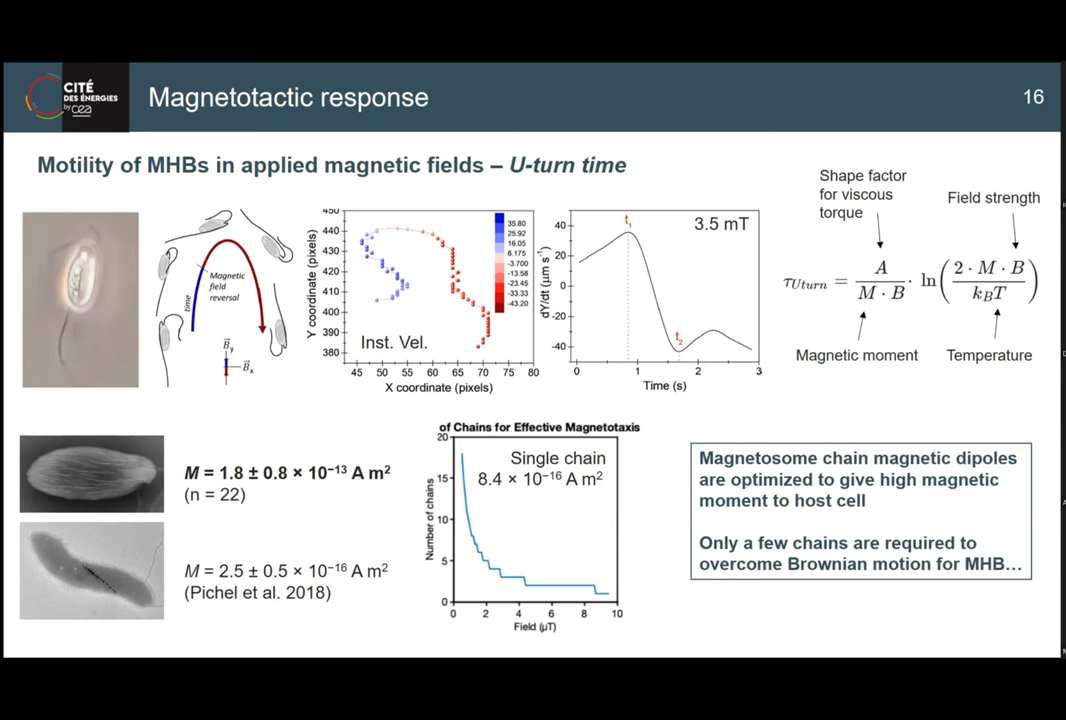 CITÉ
DES ÉNERGIES
by cea
Magnetotactic response
16
Motility of MHBs in applied magnetic fields – U-turn time
Magnetic
field
reversal
time
B⃗y
B⃗x
Y coordinate (pixels)
450
440
430
420
410
400
390
380
45 50 55 60 65 70 75 80
X coordinate (pixels)
Inst. Vel.
35.80
25.92
16.05
6.175
-3.700
-13.58
-23.45
-33.33
-43.20
dY/dt (μm s⁻¹)
40
20
0
-20
-40
t₁
t₂
3.5 mT
0 1 2 3
Time (s)
Shape factor
for viscous
torque
Field strength
τUturn = A / (M · B) · ln(2 · M · B / kBT)
Magnetic moment
Temperature
M = 1.8 ± 0.8 × 10⁻¹³ A m²
(n = 22)
M = 2.5 ± 0.5 × 10⁻¹⁶ A m²
(Pichel et al. 2018)
of Chains for Effective Magnetotaxis
Single chain
8.4 × 10⁻¹⁶ A m²
Number of chains
20
15
10
5
0
0 2 4 6 8 10
Field (μT)
Magnetosome chain magnetic dipoles
are optimized to give high magnetic
moment to host cell
Only a few chains are required to
overcome Brownian motion for MHB…